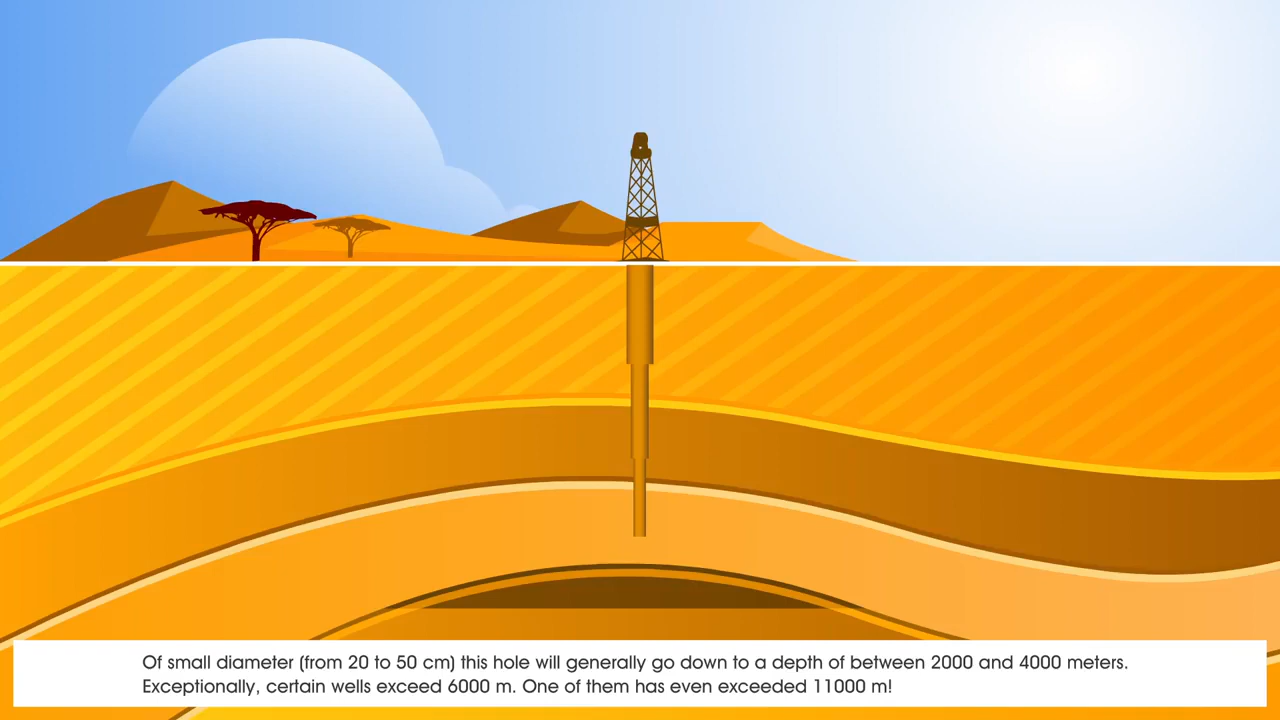 Of small diameter (from 20 to 50 cm) this hole will generally go down to a depth of between 2000 and 4000 meters.
Exceptionally, certain wells exceed 6000 m. One of them has even exceeded 11000 m!